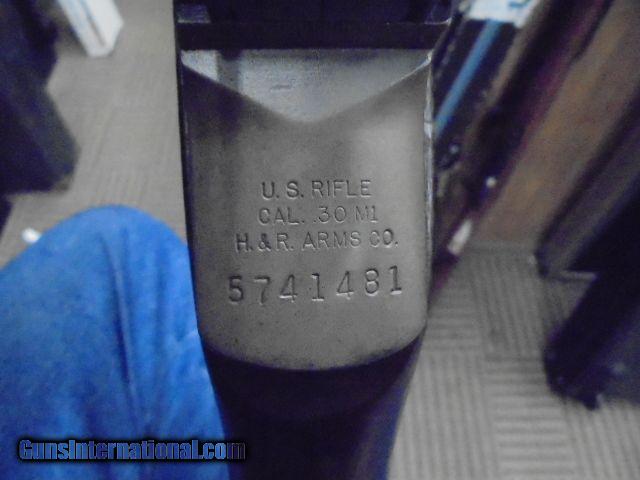 U.S. RIFLE
CAL. .30 M1
H.& R. ARMS CO.
5741481
GunsInternational.com